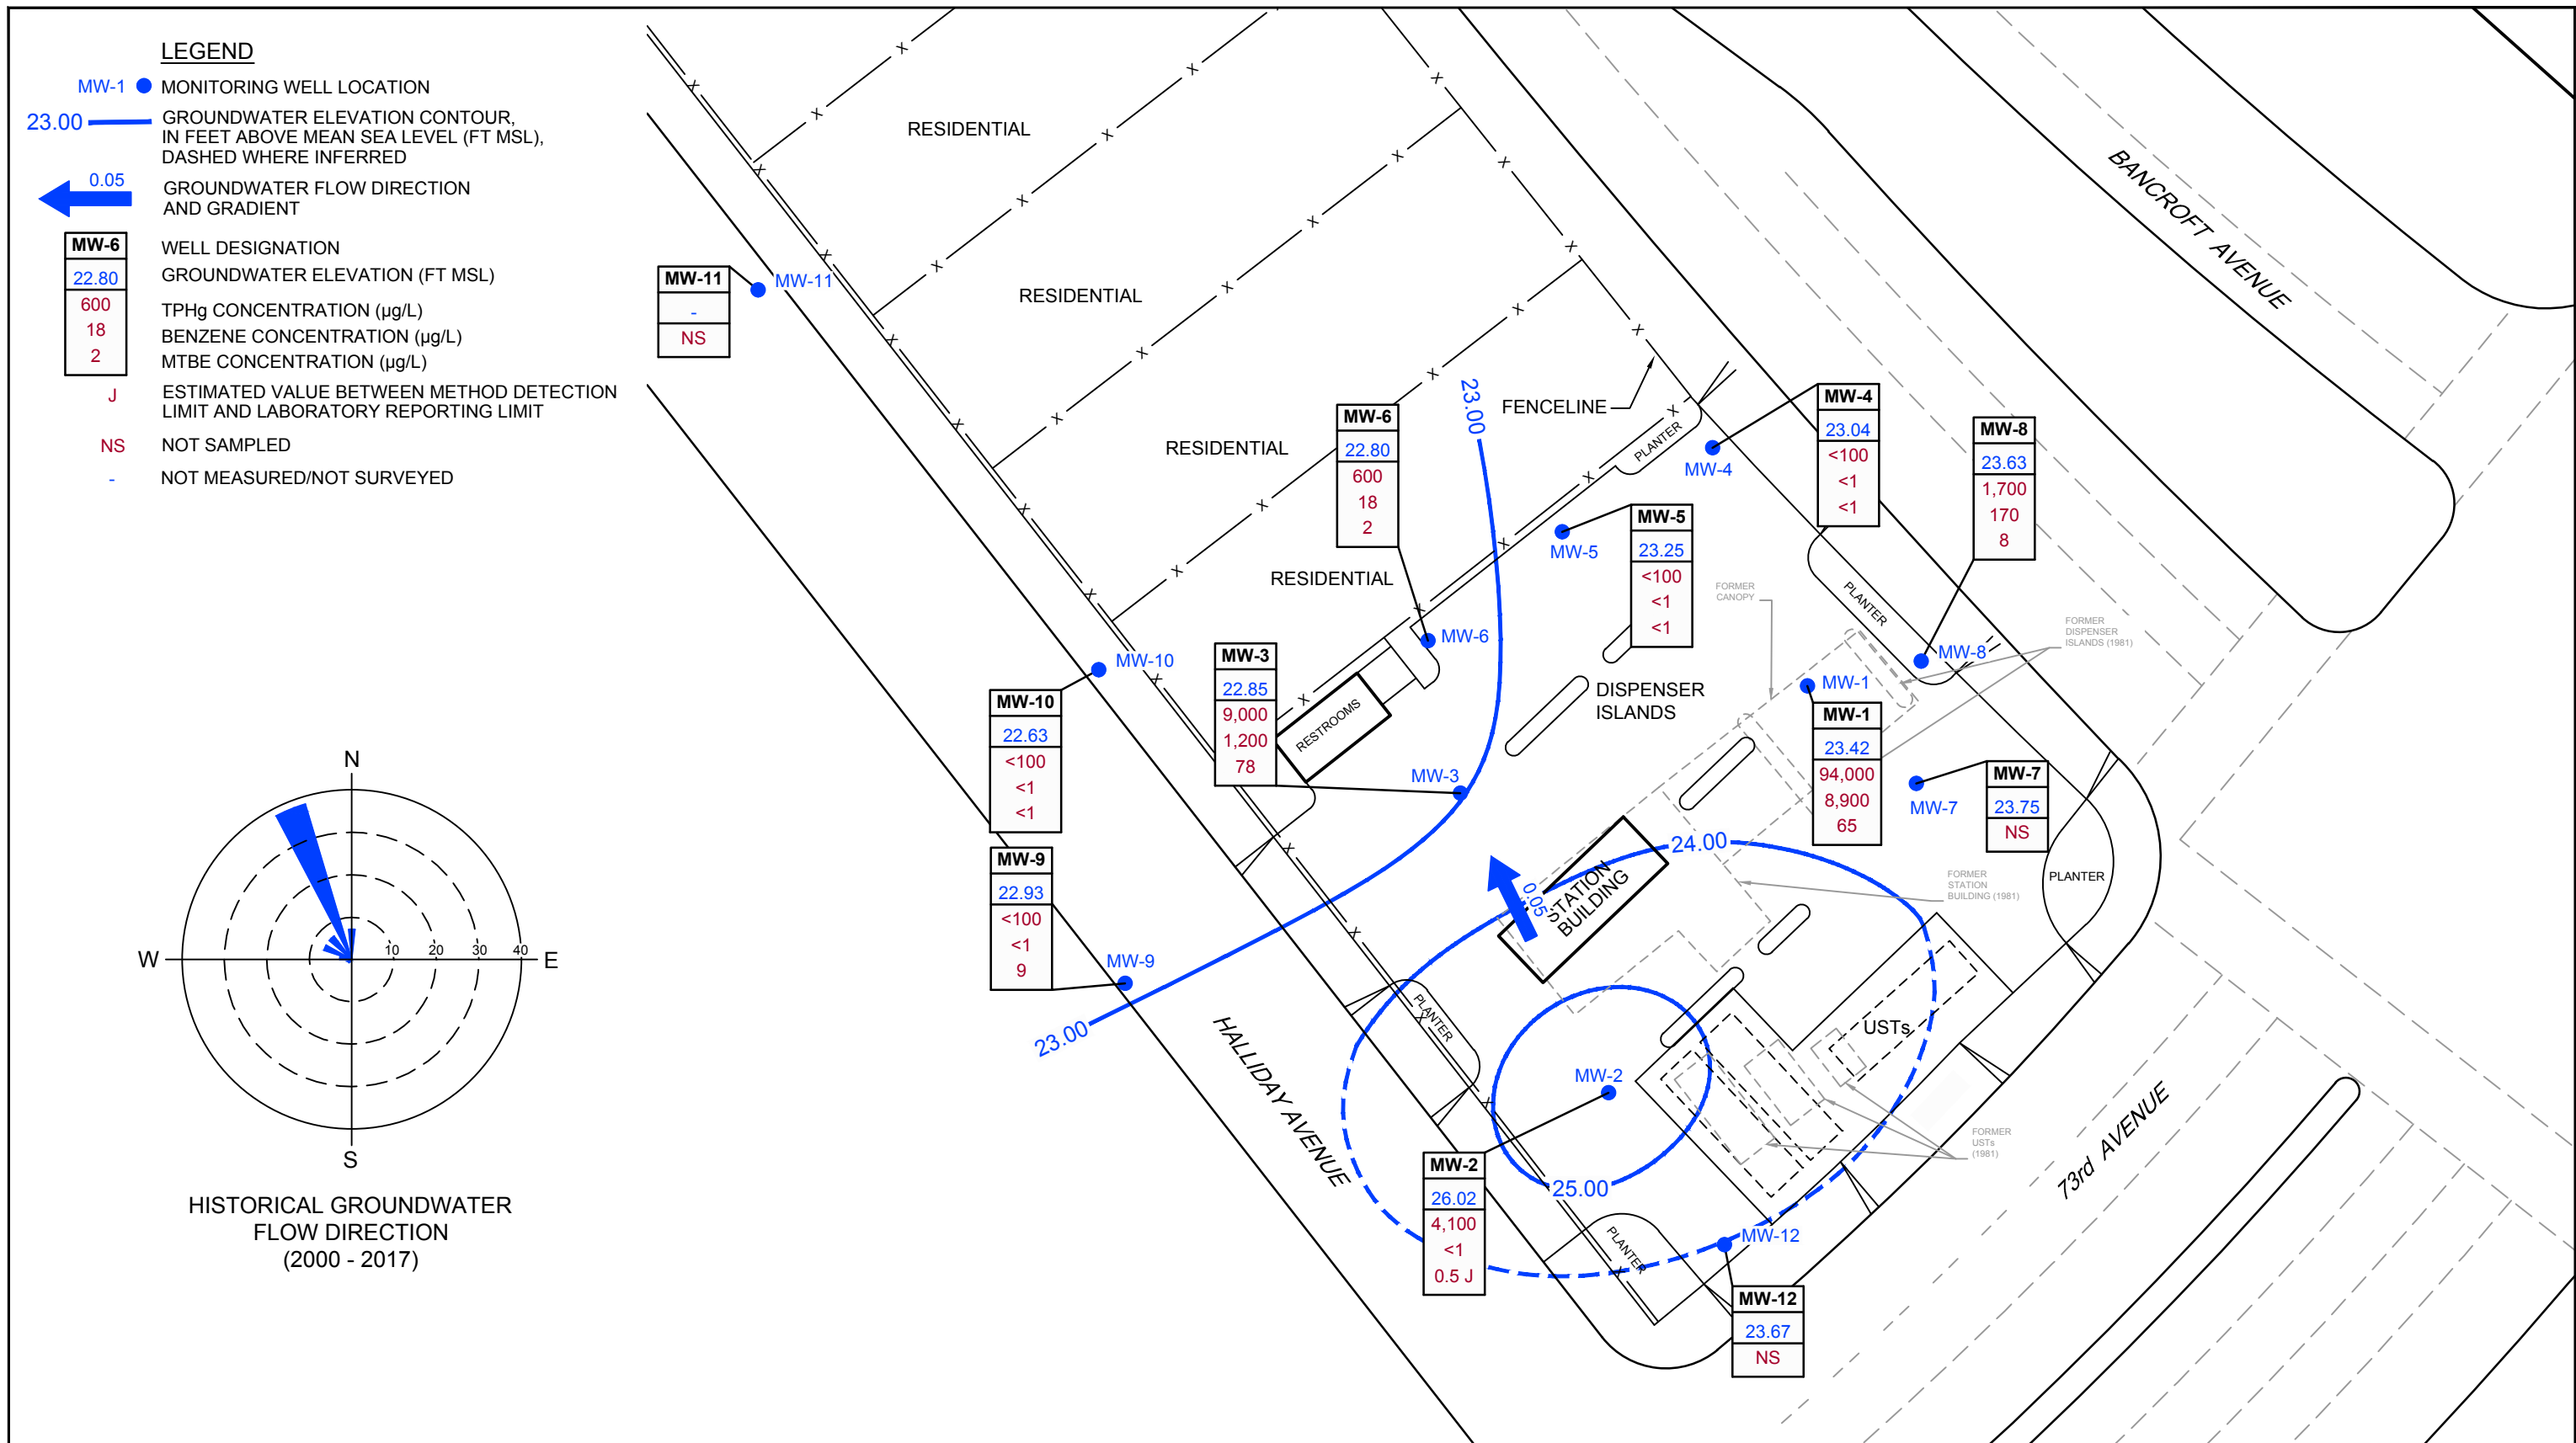 LEGEND
MW-1 MONITORING WELL LOCATION
23.00 GROUNDWATER ELEVATION CONTOUR,
IN FEET ABOVE MEAN SEA LEVEL (FT MSL),
DASHED WHERE INFERRED
0.05
GROUNDWATER FLOW DIRECTION
AND GRADIENT
MW-6 WELL DESIGNATION
22.80 GROUNDWATER ELEVATION (FT MSL)
600 TPHg CONCENTRATION (µg/L)
18 BENZENE CONCENTRATION (µg/L)
2 MTBE CONCENTRATION (µg/L)
J ESTIMATED VALUE BETWEEN METHOD DETECTION
LIMIT AND LABORATORY REPORTING LIMIT
NS NOT SAMPLED
- NOT MEASURED/NOT SURVEYED
N
W
E
S
10 20 30 40
HISTORICAL GROUNDWATER
FLOW DIRECTION
(2000 - 2017)
RESIDENTIAL
RESIDENTIAL
RESIDENTIAL
RESIDENTIAL
BANCROFT AVENUE
MW-11
-
NS
MW-11
23.00
FENCELINE
PLANTER
MW-6
22.80
600
18
2
MW-6
MW-4
23.04
<100
<1
<1
MW-4
MW-8
23.63
1,700
170
8
MW-8
MW-5
23.25
<100
<1
<1
MW-5
FORMER
CANOPY
PLANTER
FORMER
DISPENSER
ISLANDS (1981)
MW-10
MW-10
22.63
<100
<1
<1
MW-3
22.85
9,000
1,200
78
MW-3
RESTROOMS
DISPENSER
ISLANDS
MW-1
MW-1
23.42
94,000
8,900
65
MW-7
23.75
NS
MW-7
PLANTER
24.00
0.05
STATION
BUILDING
FORMER
STATION
BUILDING (1981)
MW-9
22.93
<100
<1
9
MW-9
23.00
HALLIDAY AVENUE
PLANTER
USTs
MW-2
MW-2
26.02
4,100
<1
0.5 J
25.00
FORMER
USTs
(1981)
73rd AVENUE
PLANTER
MW-12
MW-12
23.67
NS